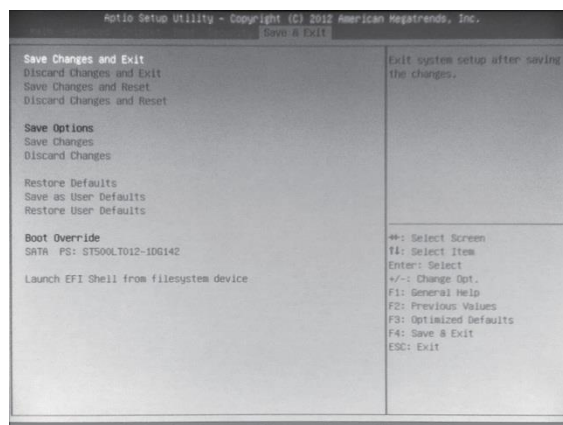 Aptio Setup Utility - Copyright (C) 2012 American Megatrends, Inc.
Save & Exit
Save Changes and Exit
Discard Changes and Exit
Save Changes and Reset
Discard Changes and Reset
Save Options
Save Changes
Discard Changes
Restore Defaults
Save as User Defaults
Restore User Defaults
Boot Override
SATA PS: ST500LT012-1DG142
Launch EFI Shell from filesystem device
Exit system setup after saving
the changes.
→←: Select Screen
↑↓: Select Item
Enter: Select
+/-: Change Opt.
F1: General Help
F2: Previous Values
F3: Optimized Defaults
F4: Save & Exit
ESC: Exit